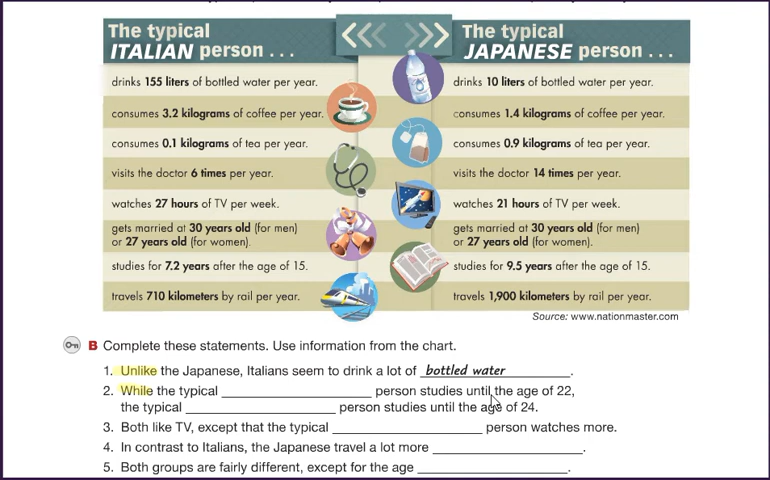 The typical
ITALIAN person . . .
The typical
JAPANESE person . . .
drinks 155 liters of bottled water per year.
drinks 10 liters of bottled water per year.
consumes 3.2 kilograms of coffee per year.
consumes 1.4 kilograms of coffee per year.
consumes 0.1 kilograms of tea per year.
consumes 0.9 kilograms of tea per year.
visits the doctor 6 times per year.
visits the doctor 14 times per year.
watches 27 hours of TV per week.
watches 21 hours of TV per week.
gets married at 30 years old (for men)
or 27 years old (for women).
gets married at 30 years old (for men)
or 27 years old (for women).
studies for 7.2 years after the age of 15.
studies for 9.5 years after the age of 15.
travels 710 kilometers by rail per year.
travels 1,900 kilometers by rail per year.
Source: www.nationmaster.com
B Complete these statements. Use information from the chart.
1. Unlike the Japanese, Italians seem to drink a lot of bottled water.
2. While the typical ____________________ person studies until the age of 22,
the typical ____________________ person studies until the age of 24.
3. Both like TV, except that the typical ____________________ person watches more.
4. In contrast to Italians, the Japanese travel a lot more ____________________.
5. Both groups are fairly different, except for the age ____________________.